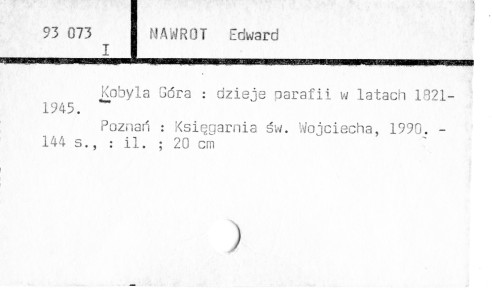 93 073 NAWROT Edward
I
Kobyla Góra : dzieje parafii w latach 1821-
1945.
Poznań : Księgarnia św. Wojciecha, 1990. -
144 s., : il. ; 20 cm